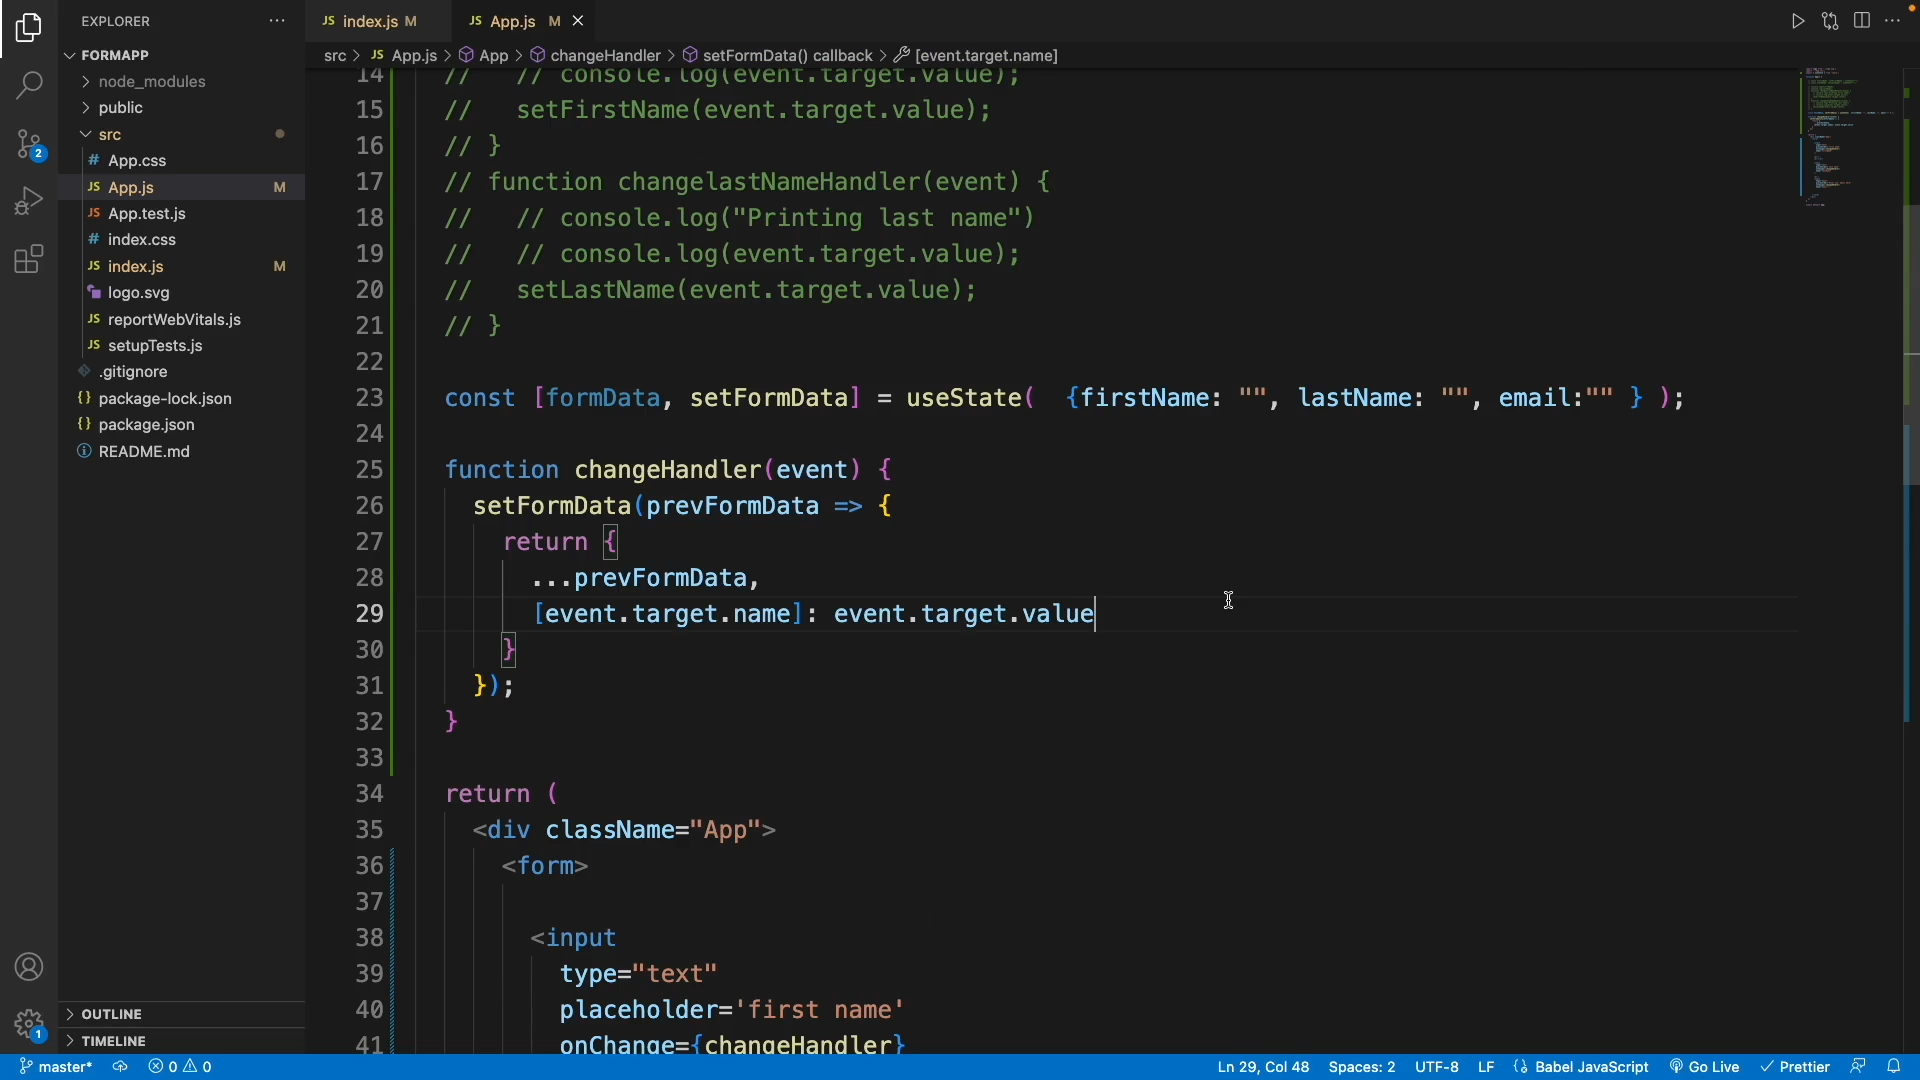 EXPLORER
JS index.js M
JS App.js M
FORMAPP
node_modules
public
src
# App.css
JS App.js M
JS App.test.js
# index.css
JS index.js M
logo.svg
JS reportWebVitals.js
JS setupTests.js
.gitignore
{} package-lock.json
{} package.json
README.md
OUTLINE
TIMELINE
2
1
src > JS App.js > App > changeHandler > setFormData() callback > [event.target.name]
14 //   // console.log(event.target.value);
15 //   setFirstName(event.target.value);
16 // }
17 // function changelastNameHandler(event) {
18 //   // console.log("Printing last name")
19 //   // console.log(event.target.value);
20 //   setLastName(event.target.value);
21 // }
22
23 const [formData, setFormData] = useState(  {firstName: "", lastName: "", email:"" } );
24
25 function changeHandler(event) {
26 setFormData(prevFormData => {
27 return {
28 ...prevFormData,
29 [event.target.name]: event.target.value
30 }
31 });
32 }
33
34 return (
35 <div className="App">
36 <form>
37
38 <input
39 type="text"
40 placeholder='first name'
41 onChange={changeHandler}
master* 0 0 Ln 29, Col 48 Spaces: 2 UTF-8 LF {} Babel JavaScript Go Live Prettier